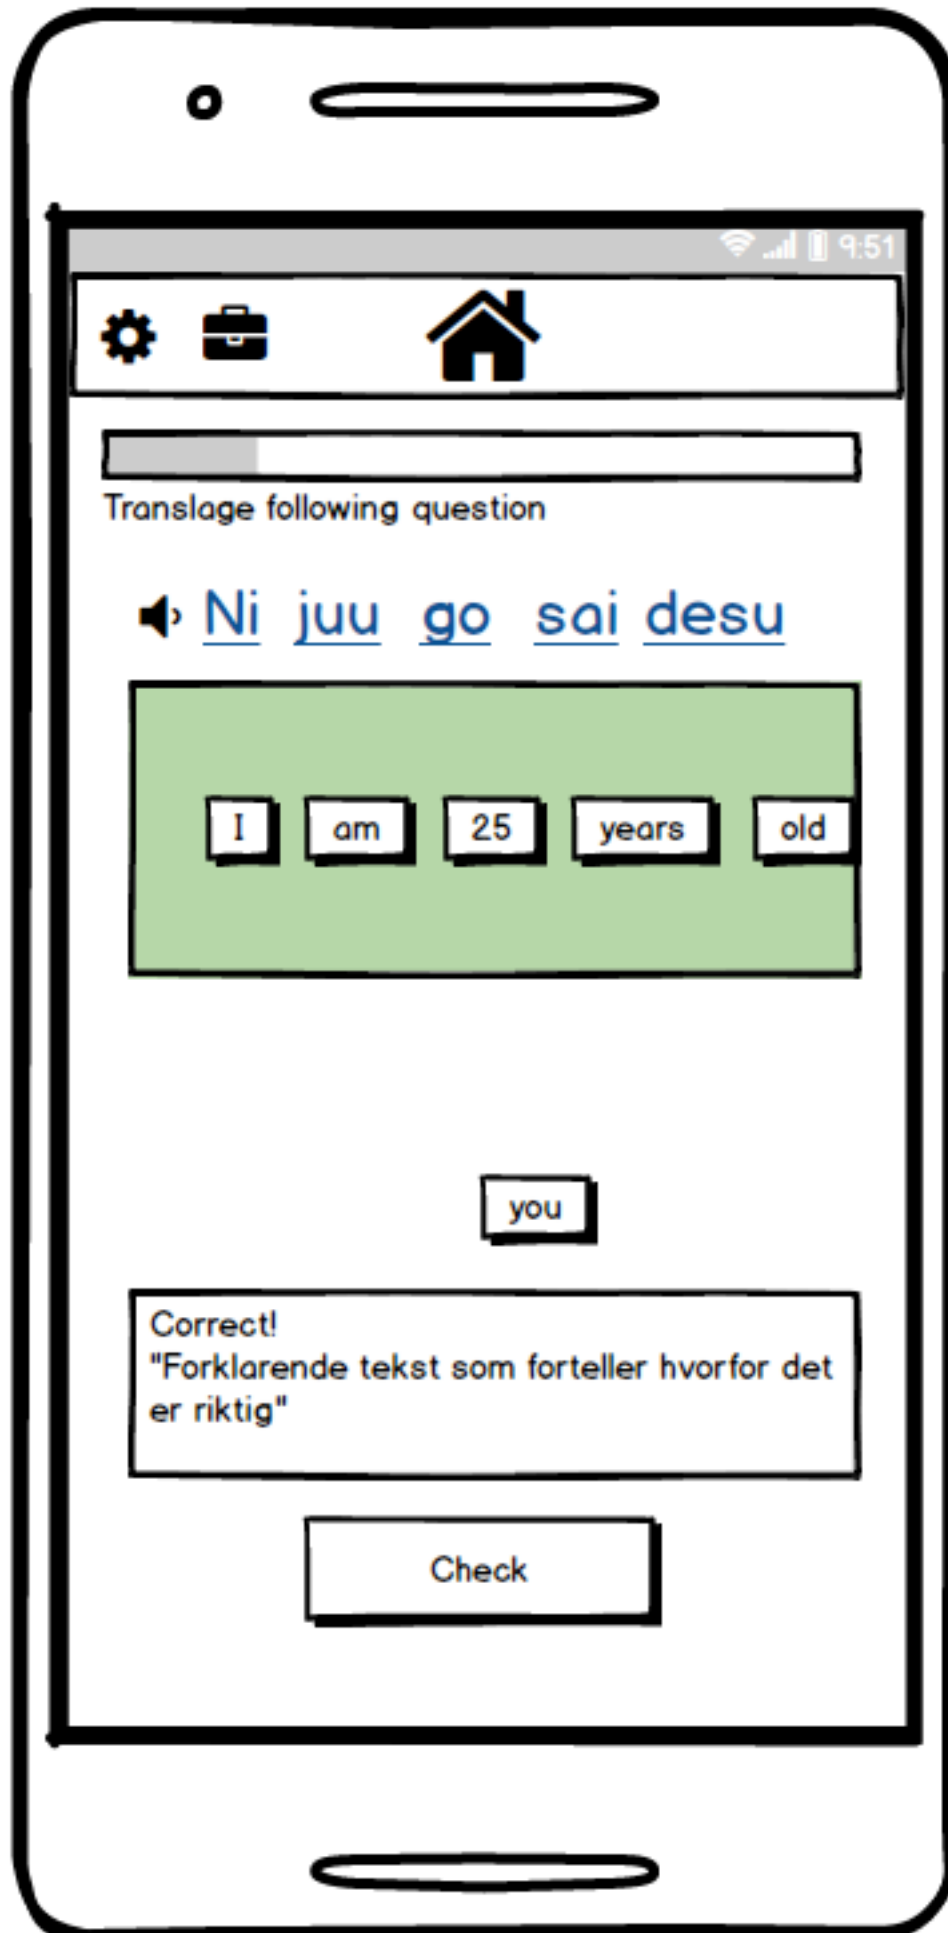 9:51
Translage following question
Ni juu go sai desu
I am 25 years old
you
Correct!
"Forklarende tekst som forteller hvorfor det
er riktig"
Check